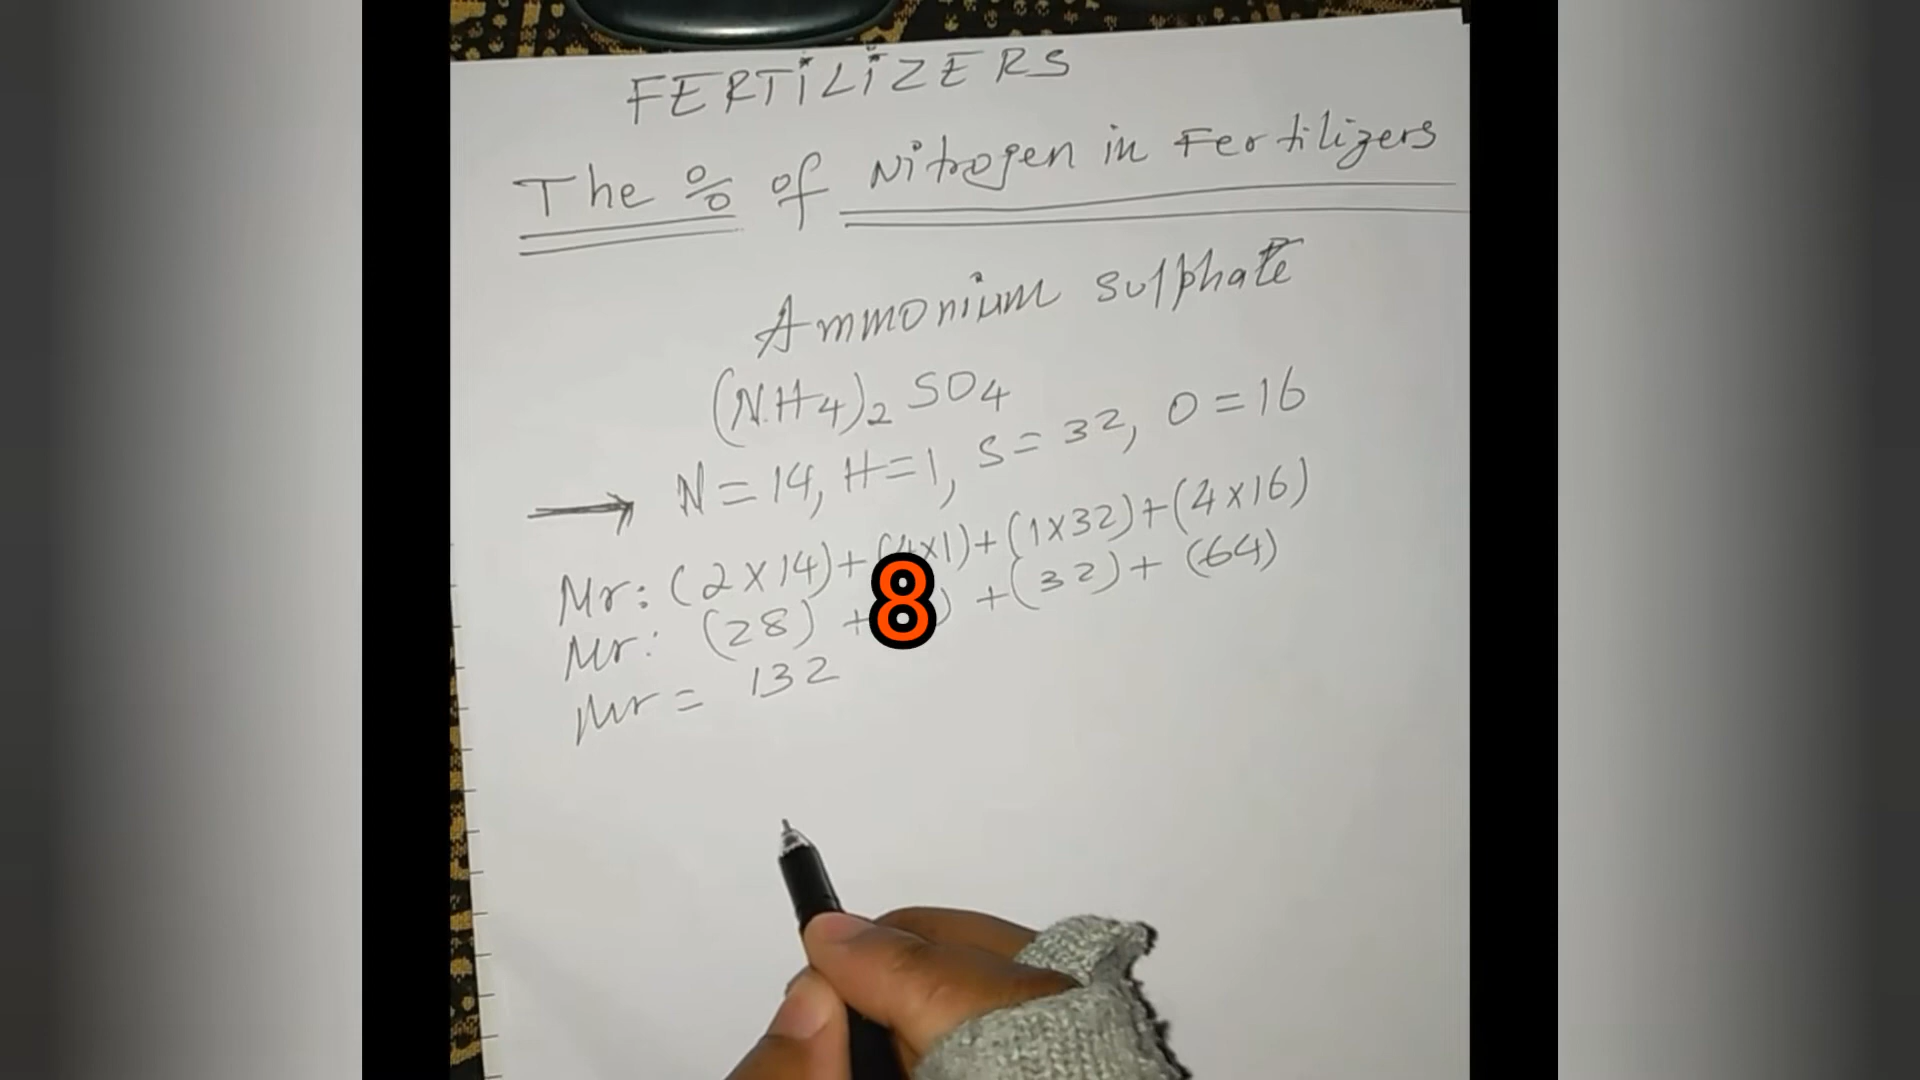 FERTiLiZERS
The % of Nitrogen in Fertilizers
Ammonium sulphate
(NH4)2 SO4
N = 14, H=1, S= 32, O =16
Mr: (2x14)+(4x1)+(1x32)+(4x16)
Mr: (28) + 8) +(32)+ (64)
Mr = 132